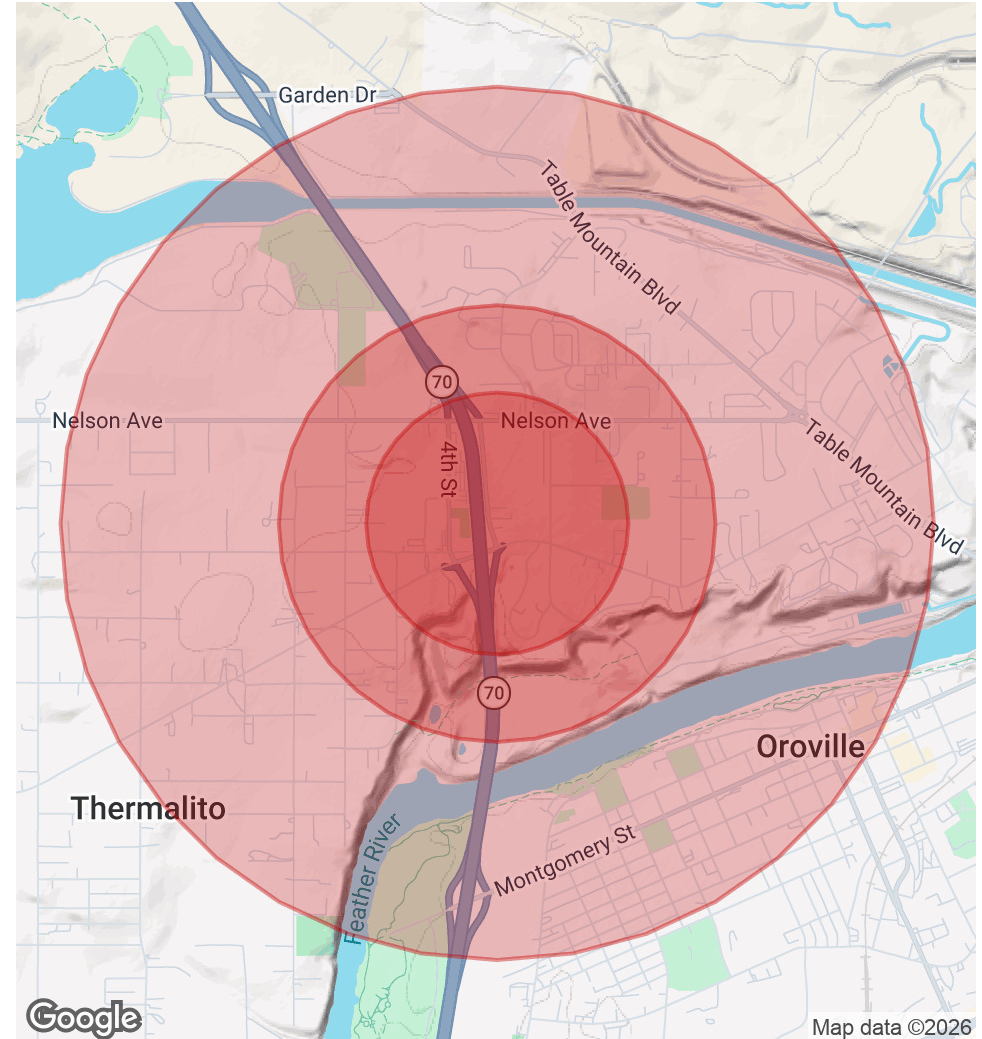 Garden Dr
Table Mountain Blvd
70
Nelson Ave
Nelson Ave
4th St
Table Mountain Blvd
70
Oroville
Thermalito
Feather River
Montgomery St
Google
Map data ©2026